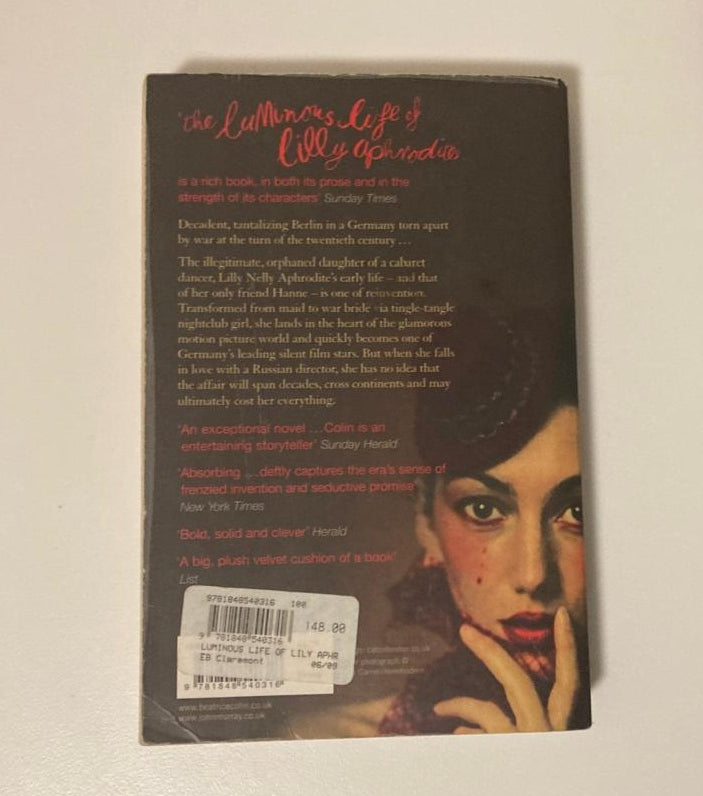 'the luminous life of
lilly aphrodite
is a rich book, in both its prose and in the
strength of its characters' Sunday Times
Decadent, tantalizing Berlin in a Germany torn apart
by war at the turn of the twentieth century ...
The illegitimate, orphaned daughter of a cabaret
dancer, Lilly Nelly Aphrodite's early life – and that
of her only friend Hanne – is one of reinvention.
Transformed from maid to war bride via tingle-tangle
nightclub girl, she lands in the heart of the glamorous
motion picture world and quickly becomes one of
Germany's leading silent film stars. But when she falls
in love with a Russian director, she has no idea that
the affair will span decades, cross continents and may
ultimately cost her everything.
'An exceptional novel ...Colin is an
entertaining storyteller' Sunday Herald
'Absorbing ...deftly captures the era's sense of
frenzied invention and seductive promise'
New York Times
'Bold, solid and clever' Herald
'A big, plush velvet cushion of a book'
List
9781848540316 100
148.00
9 781848 540316
LUMINOUS LIFE OF LILY APHR
EB Claremont 06/09
photograph ©
9 781848 540316
www.beatricecolin.co.uk
www.johnmurray.co.uk